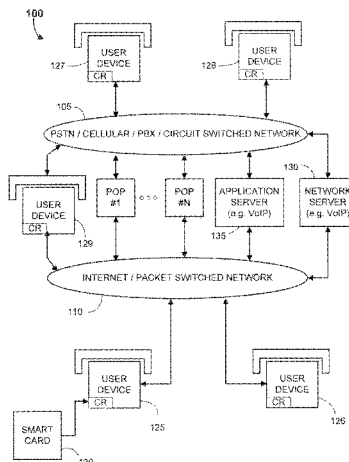 100
USER
DEVICE
CR
127
USER
DEVICE
CR
128
105
PSTN / CELLULAR / PBX / CIRCUIT SWITCHED NETWORK
130
USER
DEVICE
CR
129
POP
#1
o o o
POP
#N
APPLICATION
SERVER
(e.g. VoIP)
135
NETWORK
SERVER
(e.g. VoIP)
INTERNET / PACKET SWITCHED NETWORK
110
USER
DEVICE
CR
125
USER
DEVICE
CR
126
SMART
CARD